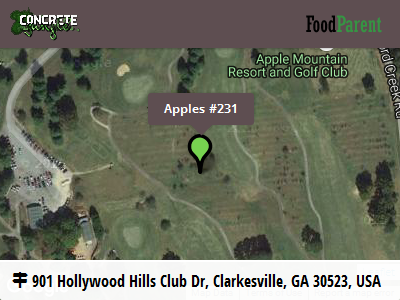 CONCRETE
Jungle
FoodParent
Apple Mountain
Resort and Golf Club
Apples #231
901 Hollywood Hills Club Dr, Clarkesville, GA 30523, USA